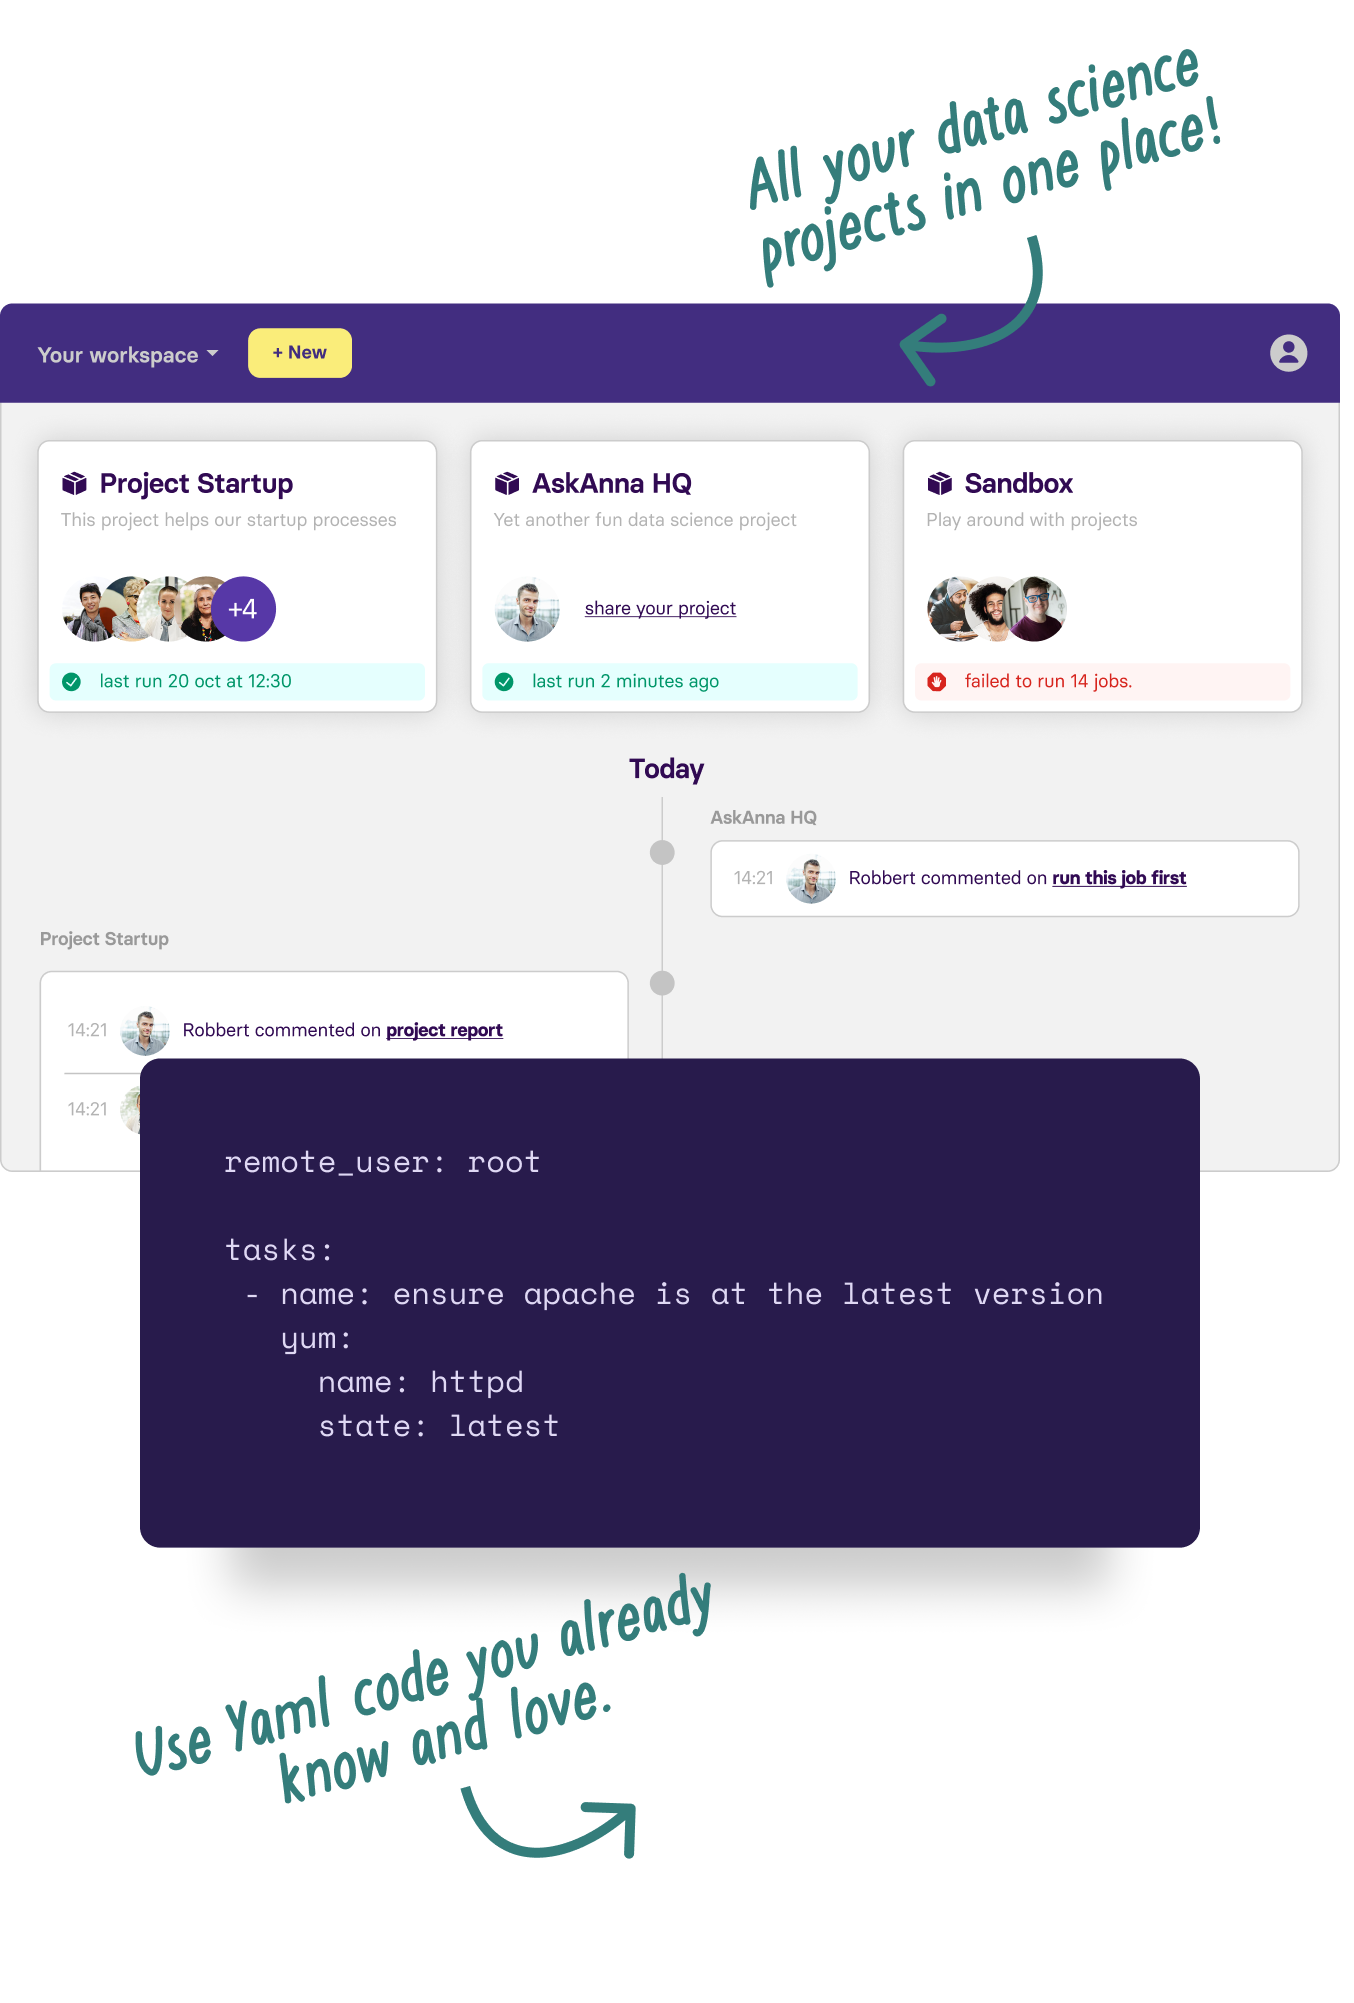 All your data science
projects in one place!
Your workspace
+ New
Project Startup
This project helps our startup processes
+4
last run 20 oct at 12:30
AskAnna HQ
Yet another fun data science project
share your project
last run 2 minutes ago
Sandbox
Play around with projects
failed to run 14 jobs.
Today
AskAnna HQ
14:21 Robbert commented on run this job first
Project Startup
14:21 Robbert commented on project report
14:21
remote_user: root
tasks:
- name: ensure apache is at the latest version
yum:
name: httpd
state: latest
Use Yaml code you already
know and love.